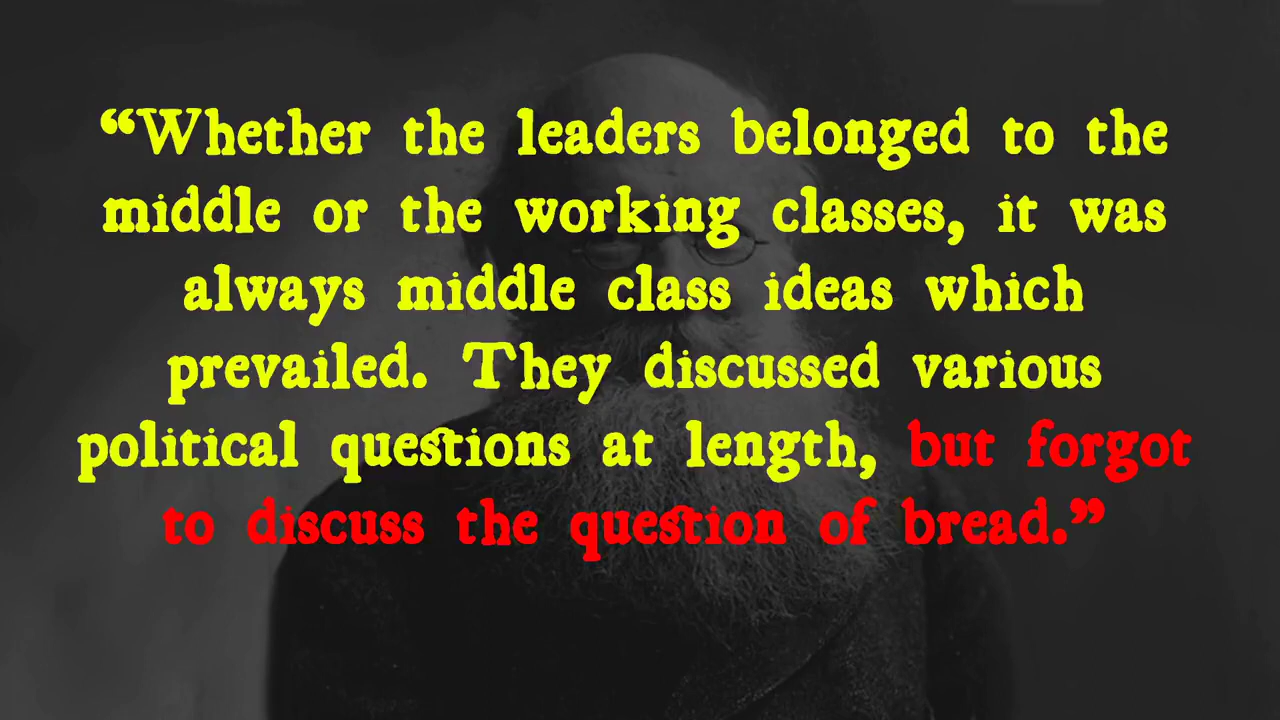 “Whether the leaders belonged to the
middle or the working classes, it was
always middle class ideas which
prevailed. They discussed various
political questions at length, but forgot
to discuss the question of bread.”